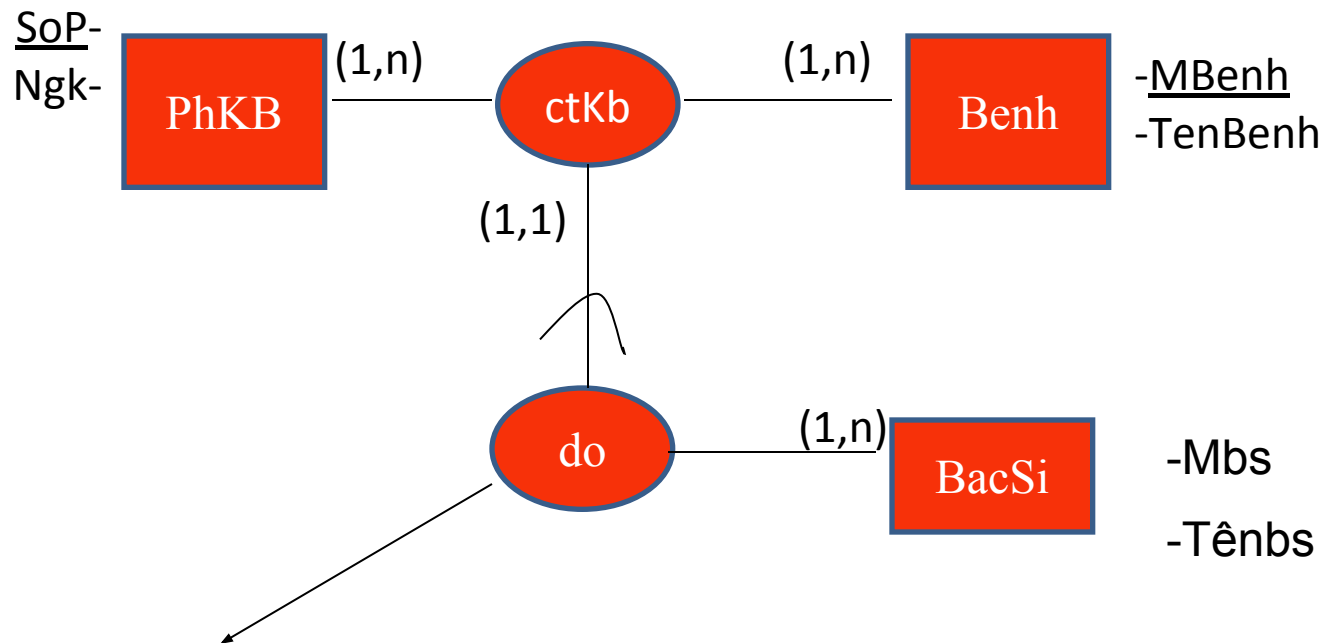 SoP-
Ngk-
PhKB
(1,n)
ctKb
(1,n)
Benh
-MBenh
-TenBenh
(1,1)
do
(1,n)
BacSi
-Mbs
-Tênbs